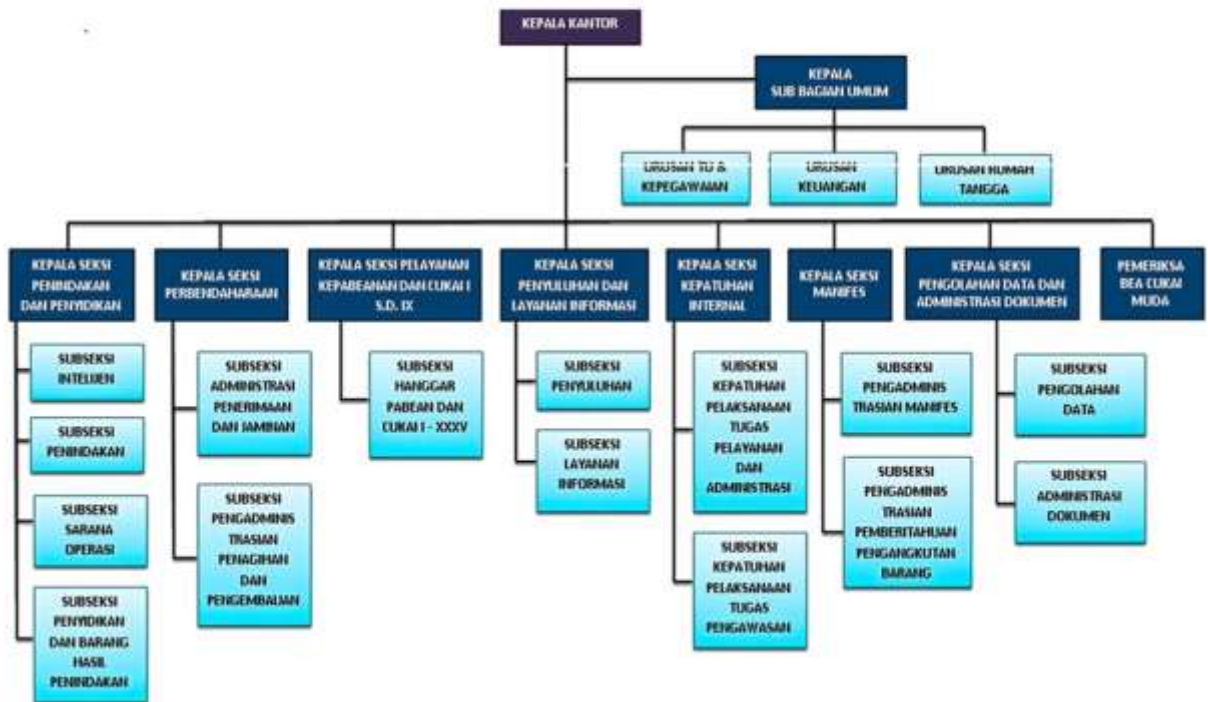 KEPALA KANTOR
KEPALA
SUB BAGIAN UMUM
URUSAN TU &
KEPEGAWAIAN
URUSAN
KEUANGAN
URUSAN RUMAH
TANGGA
KEPALA SEKSI
PENINDAKAN
DAN PENYIDIKAN
KEPALA SEKSI
PERBENDAHARAAN
KEPALA SEKSI PELAYANAN
KEPABEANAN DAN CUKAI I
S.D. IX
KEPALA SEKSI
PENYULUHAN DAN
LAYANAN INFORMASI
KEPALA SEKSI
KEPATUHAN
INTERNAL
KEPALA SEKSI
MANIFES
KEPALA SEKSI
PENGOLAHAN DATA DAN
ADMINISTRASI DOKUMEN
PEMERIKSA
BEA CUKAI
MUDA
SUBSEKSI
INTELIJEN
SUBSEKSI
PENINDAKAN
SUBSEKSI
SARANA
OPERASI
SUBSEKSI
PENYIDIKAN
DAN BARANG
HASIL
PENINDAKAN
SUBSEKSI
ADMINISTRASI
PENERIMAAN
DAN JAMINAN
SUBSEKSI
PENGADMINIS
TRASIAN
PENAGIHAN
DAN
PENGEMBALIAN
SUBSEKSI
HANGGAR
PABEAN DAN
CUKAI I - XXXV
SUBSEKSI
PENYULUHAN
SUBSEKSI
LAYANAN
INFORMASI
SUBSEKSI
KEPATUHAN
PELAKSANAAN
TUGAS
PELAYANAN
DAN
ADMINISTRASI
SUBSEKSI
KEPATUHAN
PELAKSANAAN
TUGAS
PENGAWASAN
SUBSEKSI
PENGADMINIS
TRASIAN MANIFES
SUBSEKSI
PENGADMINIS
TRASIAN
PEMBERITAHUAN
PENGANGKUTAN
BARANG
SUBSEKSI
PENGOLAHAN
DATA
SUBSEKSI
ADMINISTRASI
DOKUMEN